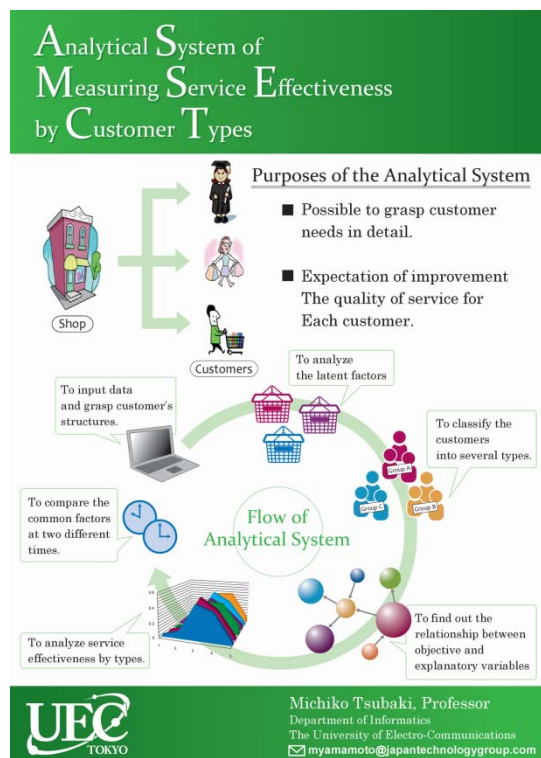 Analytical System of
Measuring Service Effectiveness
by Customer Types
Purposes of the Analytical System
■ Possible to grasp customer
needs in detail.
■ Expectation of improvement
The quality of service for
Each customer.
Shop
Customers
To input data
and grasp customer's
structures.
To analyze
the latent factors
To classify the
customers
into several types.
Group A
Group C
Group B
To compare the
common factors
at two different
times.
Flow of
Analytical System
To analyze service
effectiveness by types.
1 2 3 4 5
To find out the
relationship between
objective and
explanatory variables
UEC
TOKYO
Michiko Tsubaki, Professor
Department of Informatics
The University of Electro-Communications
myamamoto@japantechnologygroup.com